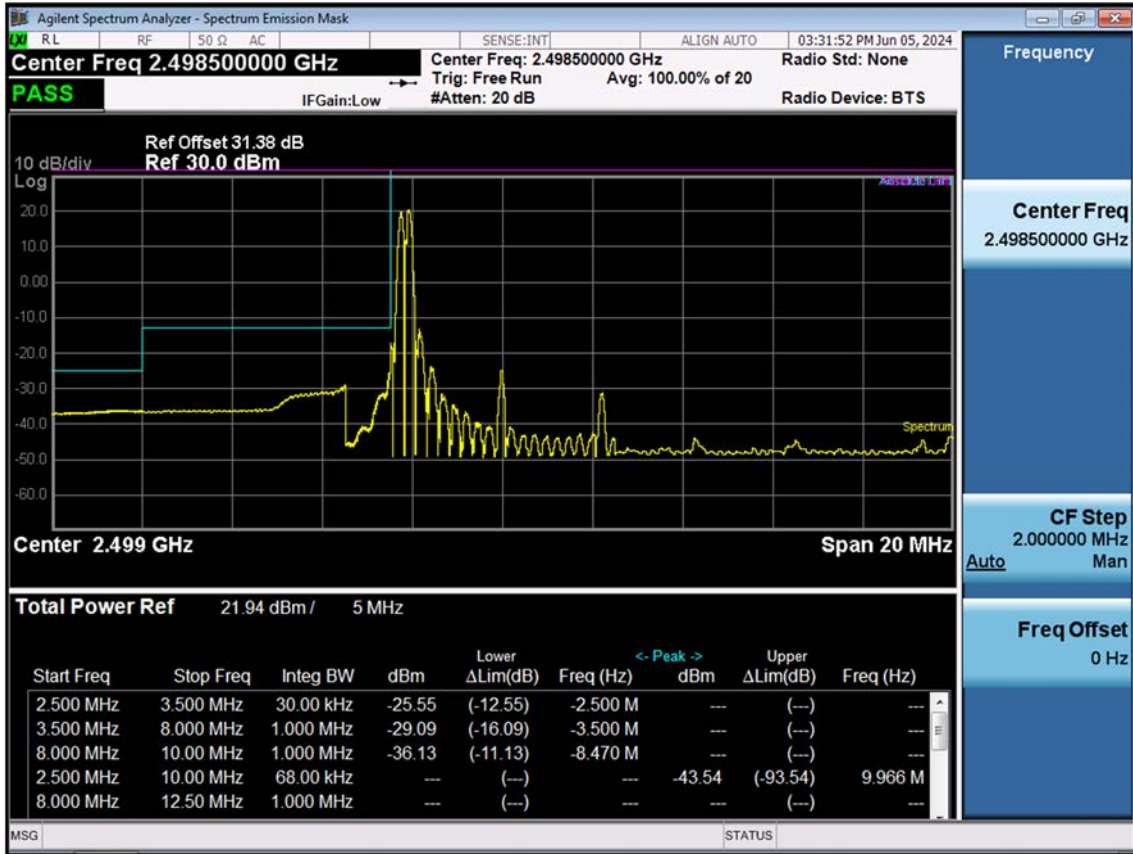 Agilent Spectrum Analyzer - Spectrum Emission Mask
LXI RL RF 50 Ω AC SENSE:INT ALIGN AUTO 03:31:52 PM Jun 05, 2024
Center Freq 2.498500000 GHz Center Freq: 2.498500000 GHz Radio Std: None
Trig: Free Run Avg: 100.00% of 20
PASS IFGain:Low #Atten: 20 dB Radio Device: BTS
Ref Offset 31.38 dB
10 dB/div Ref 30.0 dBm
Log
Absolute Limit
20.0
10.0
0.00
-10.0
-20.0
-30.0
-40.0
Spectrum
-50.0
-60.0
Center 2.499 GHz Span 20 MHz
Total Power Ref 21.94 dBm / 5 MHz
Lower <- Peak -> Upper
Start Freq Stop Freq Integ BW dBm ΔLim(dB) Freq (Hz) dBm ΔLim(dB) Freq (Hz)
2.500 MHz 3.500 MHz 30.00 kHz -25.55 (-12.55) -2.500 M --- (---) ---
3.500 MHz 8.000 MHz 1.000 MHz -29.09 (-16.09) -3.500 M --- (---) ---
8.000 MHz 10.00 MHz 1.000 MHz -36.13 (-11.13) -8.470 M --- (---) ---
2.500 MHz 10.00 MHz 68.00 kHz --- (---) --- -43.54 (-93.54) 9.966 M
8.000 MHz 12.50 MHz 1.000 MHz --- (---) --- --- (---) ---
MSG STATUS
Frequency
Center Freq
2.498500000 GHz
CF Step
2.000000 MHz
Auto Man
Freq Offset
0 Hz